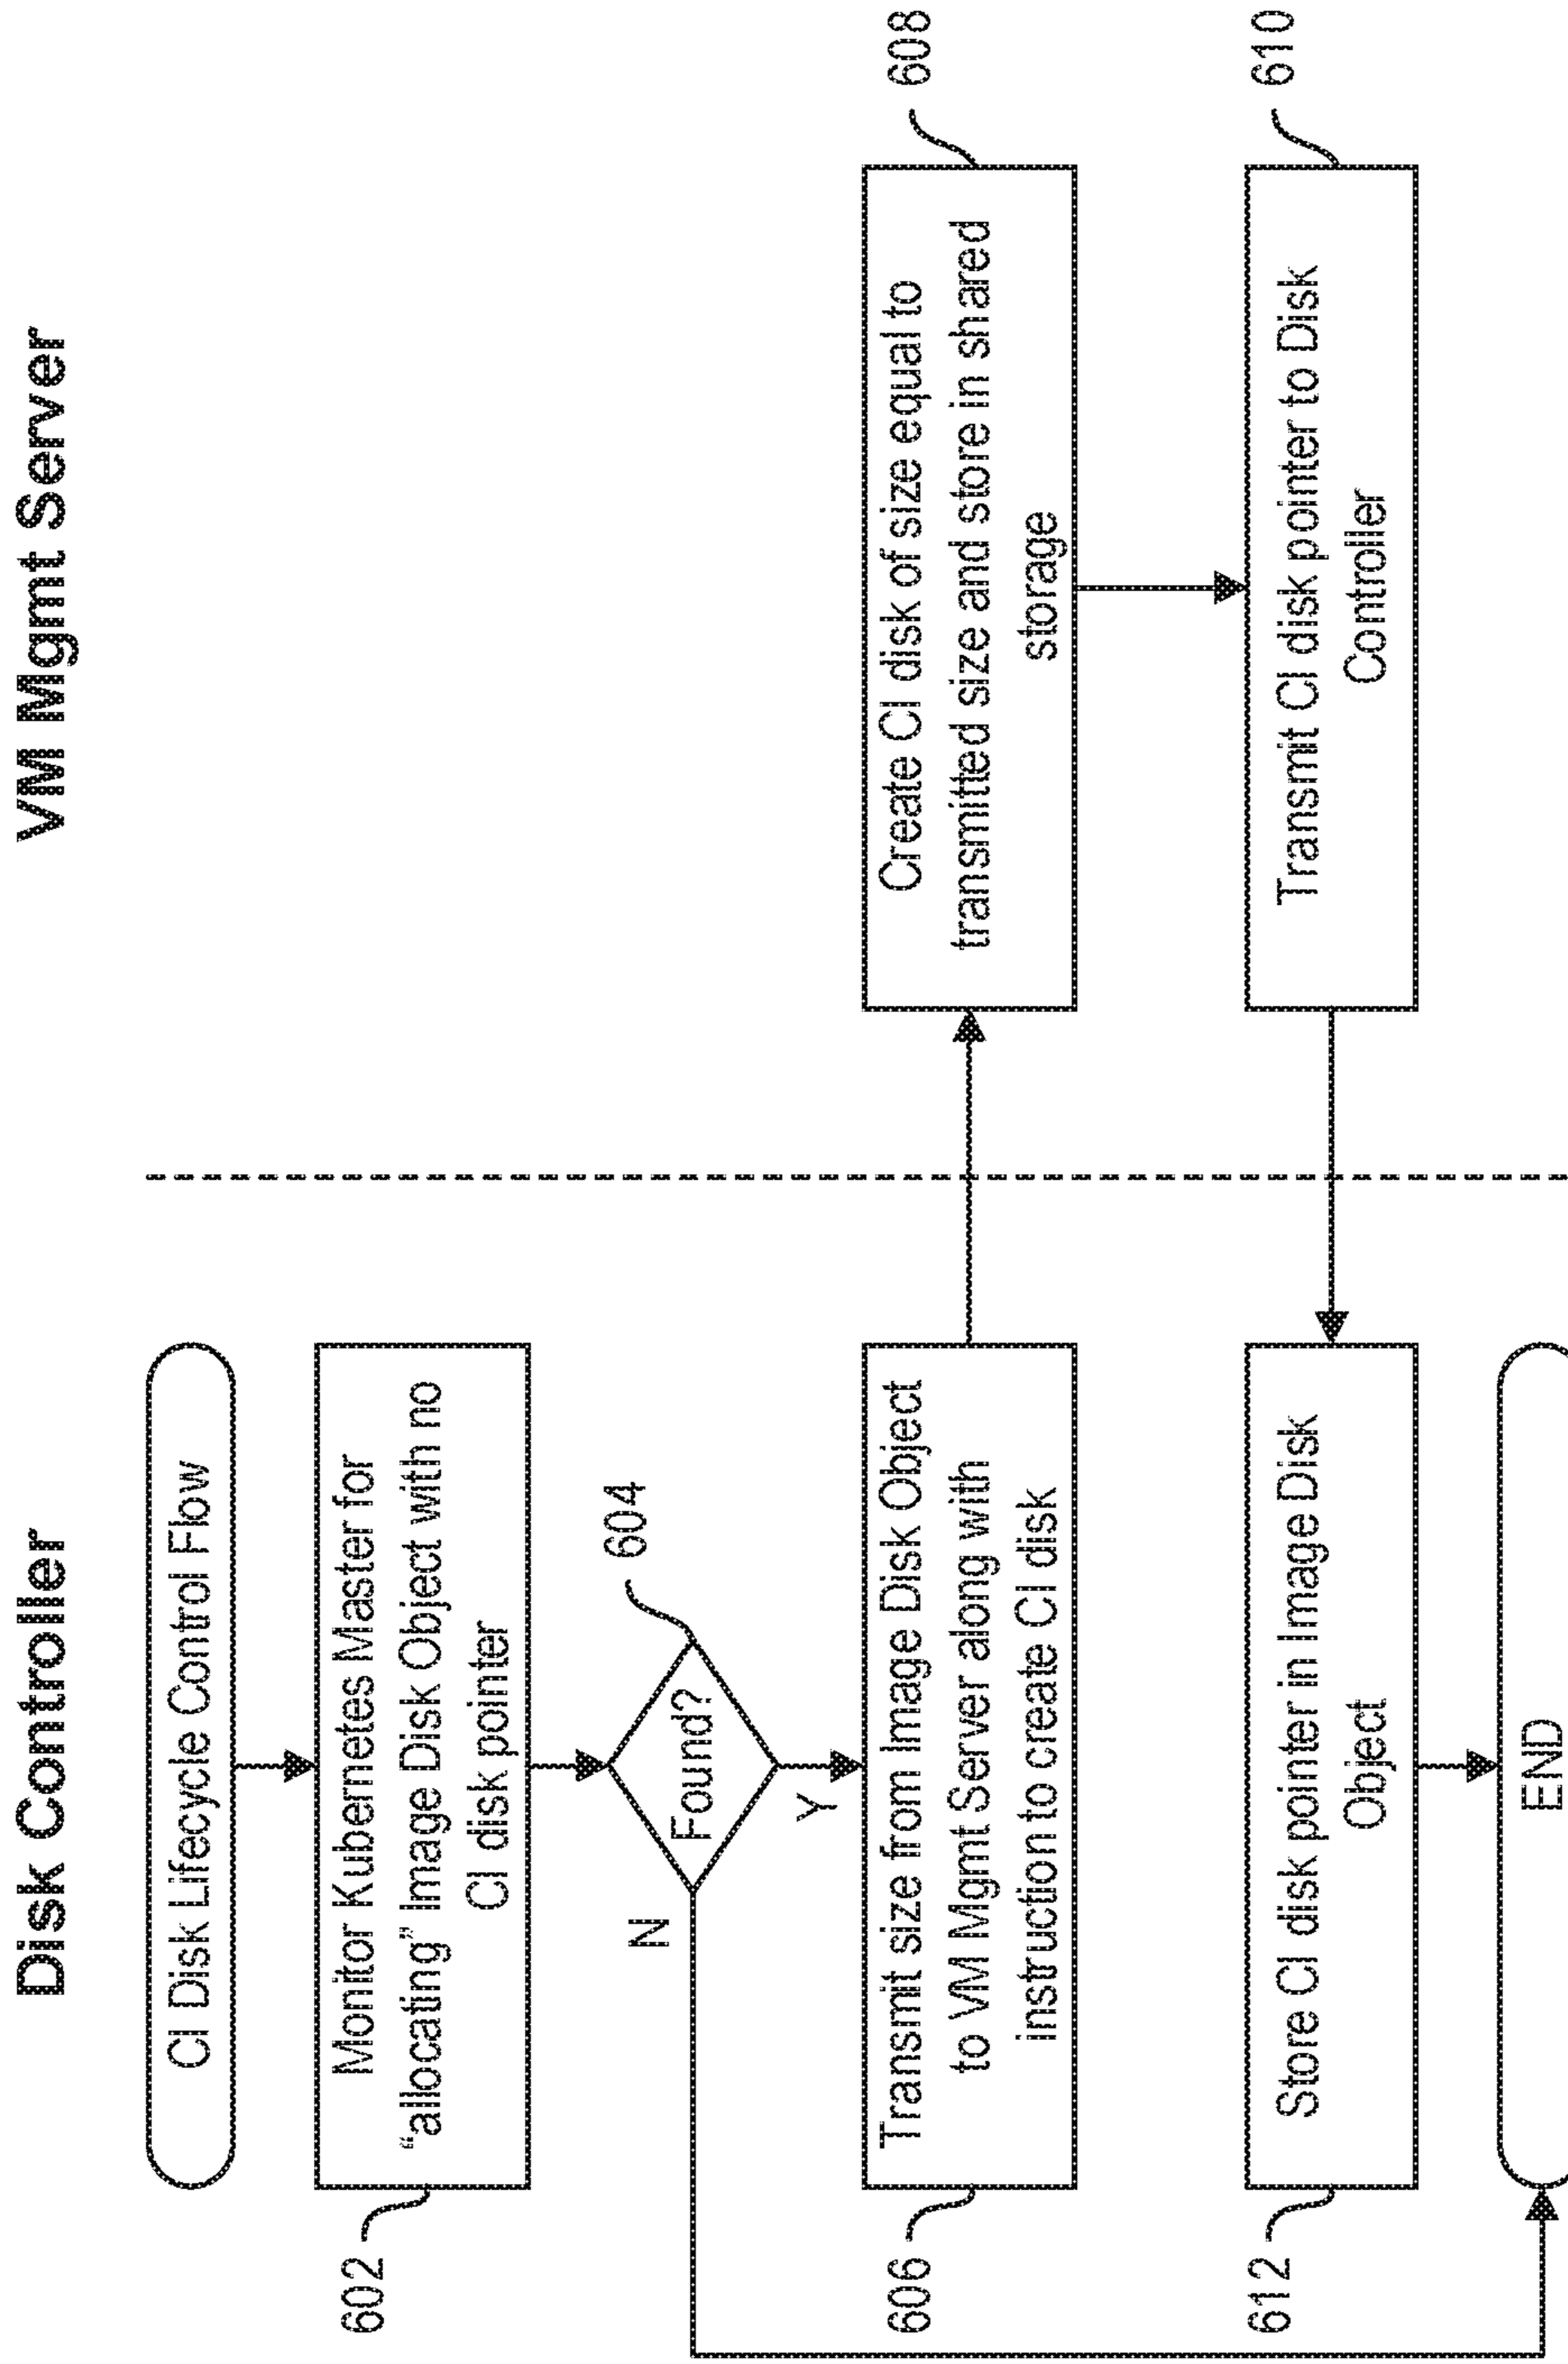 Disk Controller
VM Mgmt Server
CI Disk Lifecycle Control Flow
602
Monitor Kubernetes Master for
“allocating” Image Disk Object with no
CI disk pointer
604
Found?
N
Y
606
Transmit size from Image Disk Object
to VM Mgmt Server along with
instruction to create CI disk
608
Create CI disk of size equal to
transmitted size and store in shared
storage
610
Transmit CI disk pointer to Disk
Controller
612
Store CI disk pointer in Image Disk
Object
END